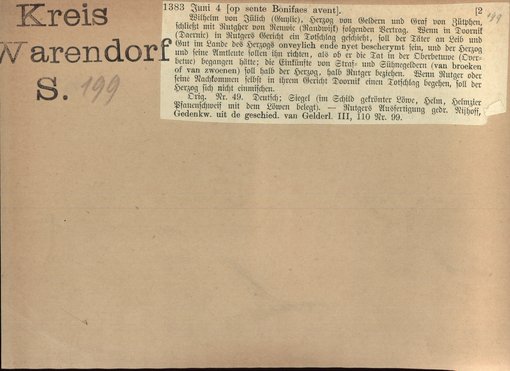 Kreis
Warendorf
S. 199
1383 Juni 4 [op sente Bonifaes avent]. [2
199
Wilhelm von Jülich (Guylic), Herzog von Geldern und Graf von Zütphen,
schließt mit Rutgher von Renwic (Randwijk) folgenden Vertrag. Wenn in Doornik
(Daernic) in Rutgers Gericht ein Totschlag geschieht, soll der Täter an Leib und
Gut im Lande des Herzogs onveylich ende nyet beschermt sein, und der Herzog
und seine Amtleute sollen ihn richten, als ob er die Tat in der Oberbetuwe (Over-
betue) begangen hätte; die Einkünfte von Straf- und Sühnegeldern (van broeken
of van zwoenen) soll halb der Herzog, halb Rutger beziehen. Wenn Rutger oder
seine Nachkommen selbst in ihrem Gericht Doornik einen Totschlag begehen, soll der
Herzog sich nicht einmischen.
Orig. Nr. 49. Deutsch; Siegel (im Schild gekrönter Löwe, Helm, Helmzier
Pfauenschweif mit dem Löwen belegt). — Rutgers Ausfertigung gedr. Nijhoff,
Gedenkw. uit de geschied. van Gelderl. III, 110 Nr. 99.